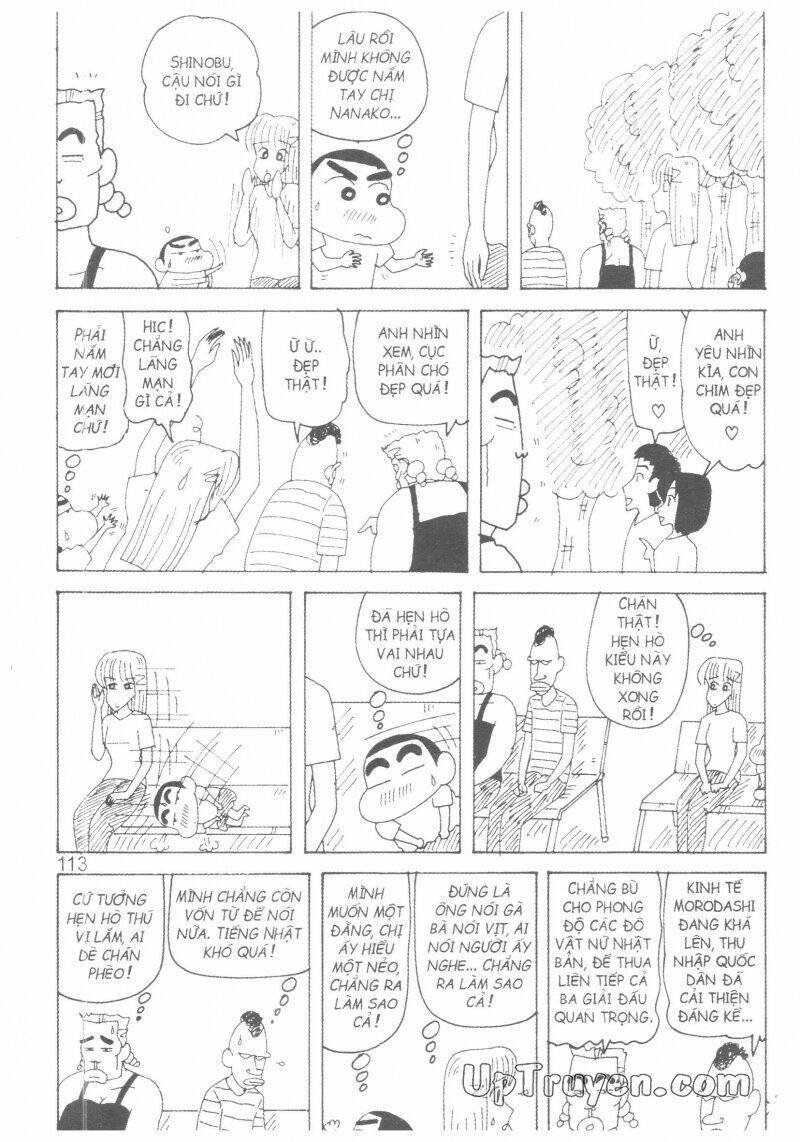 LÂU RỒI
MÌNH KHÔNG
ĐƯỢC NẮM
TAY CHỊ
NANAKO...
SHINOBU,
CẬU NÓI GÌ
ĐI CHỨ!
ANH
YÊU NHÌN
KÌA, CON
CHIM ĐẸP
QUÁ!
♡
Ừ,
ĐẸP
THẬT!
♡
ANH NHÌN
XEM, CỤC
PHÂN CHÓ
ĐẸP QUÁ!
Ừ Ừ..
ĐẸP
THẬT!
HIC!
CHẲNG
LÃNG
MẠN
GÌ CẢ!
PHẢI
NẮM
TAY MỚI
LÃNG
MẠN
CHỨ!
CHÁN
THẬT!
HẸN HÒ
KIỂU NÀY
KHÔNG
XONG
RỒI!
ĐÃ HẸN HÒ
THÌ PHẢI TỰA
VAI NHAU
CHỨ!
113
KINH TẾ
MORODASHI
ĐANG KHÁ
LÊN, THU
NHẬP QUỐC
DÂN ĐÃ
CẢI THIỆN
ĐÁNG KỂ...
CHẲNG BÙ
CHO PHONG
ĐỘ CÁC ĐÔ
VẬT NỮ NHẬT
BẢN, ĐỂ THUA
LIÊN TIẾP CẢ
BA GIẢI ĐẤU
QUAN TRỌNG.
ĐÚNG LÀ
ÔNG NÓI GÀ
BÀ NÓI VỊT, AI
NÓI NGƯỜI ẤY
NGHE... CHẲNG
RA LÀM SAO
CẢ!
MÌNH
MUỐN MỘT
ĐẰNG, CHỊ
ẤY HIỂU
MỘT NẺO,
CHẲNG RA
LÀM SAO
CẢ!
MÌNH CHẲNG CÒN
VỐN TỪ ĐỂ NÓI
NỮA. TIẾNG NHẬT
KHÓ QUÁ!
CỨ TƯỞNG
HẸN HÒ THÚ
VỊ LẮM, AI
DÈ CHÁN
PHÈO!
UpTruyen.com